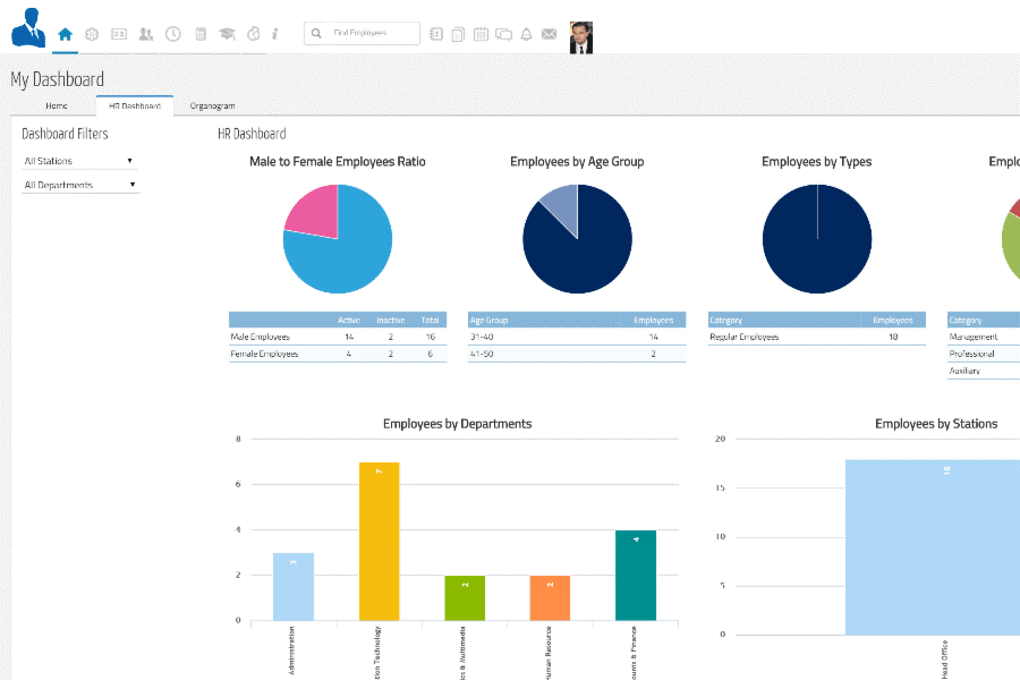 Find Employees
My Dashboard
Home HR Dashboard Organogram
Dashboard Filters
All Stations ▼
All Departments ▼
HR Dashboard
Male to Female Employees Ratio
Active Inactive Total
Male Employees 14 2 16
Female Employees 4 2 6
Employees by Age Group
Age Group Employees
31-40 14
41-50 2
Employees by Types
Category Employees
Regular Employees 18
Emplo
Category
Management
Professional
Auxiliary
Employees by Departments
8
6
4
2
0
3
7
2
2
4
Administration
tion Technology
cs & Multimedia
Human Resource
ounts & Finance
Employees by Stations
20
15
10
5
0
18
Head Office